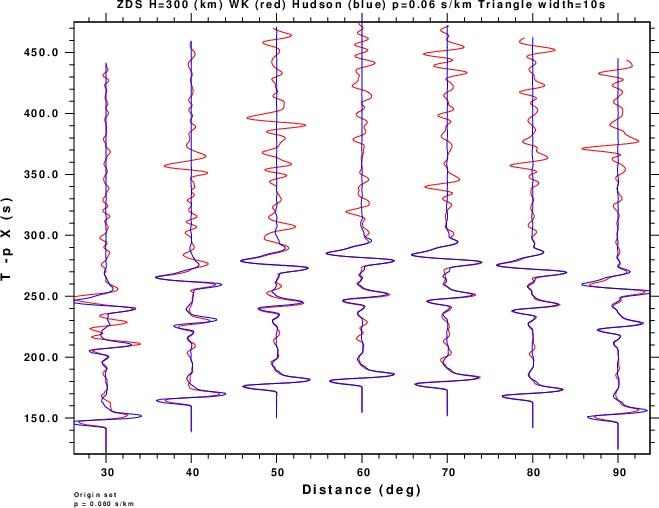 ZDS H=300 (km) WK (red) Hudson (blue) p=0.06 s/km Triangle width=10s
450.0
400.0
350.0
300.0
250.0
200.0
150.0
T -p X (s)
30 40 50 60 70 80 90
Distance (deg)
Origin set
p = 0.060 s/km